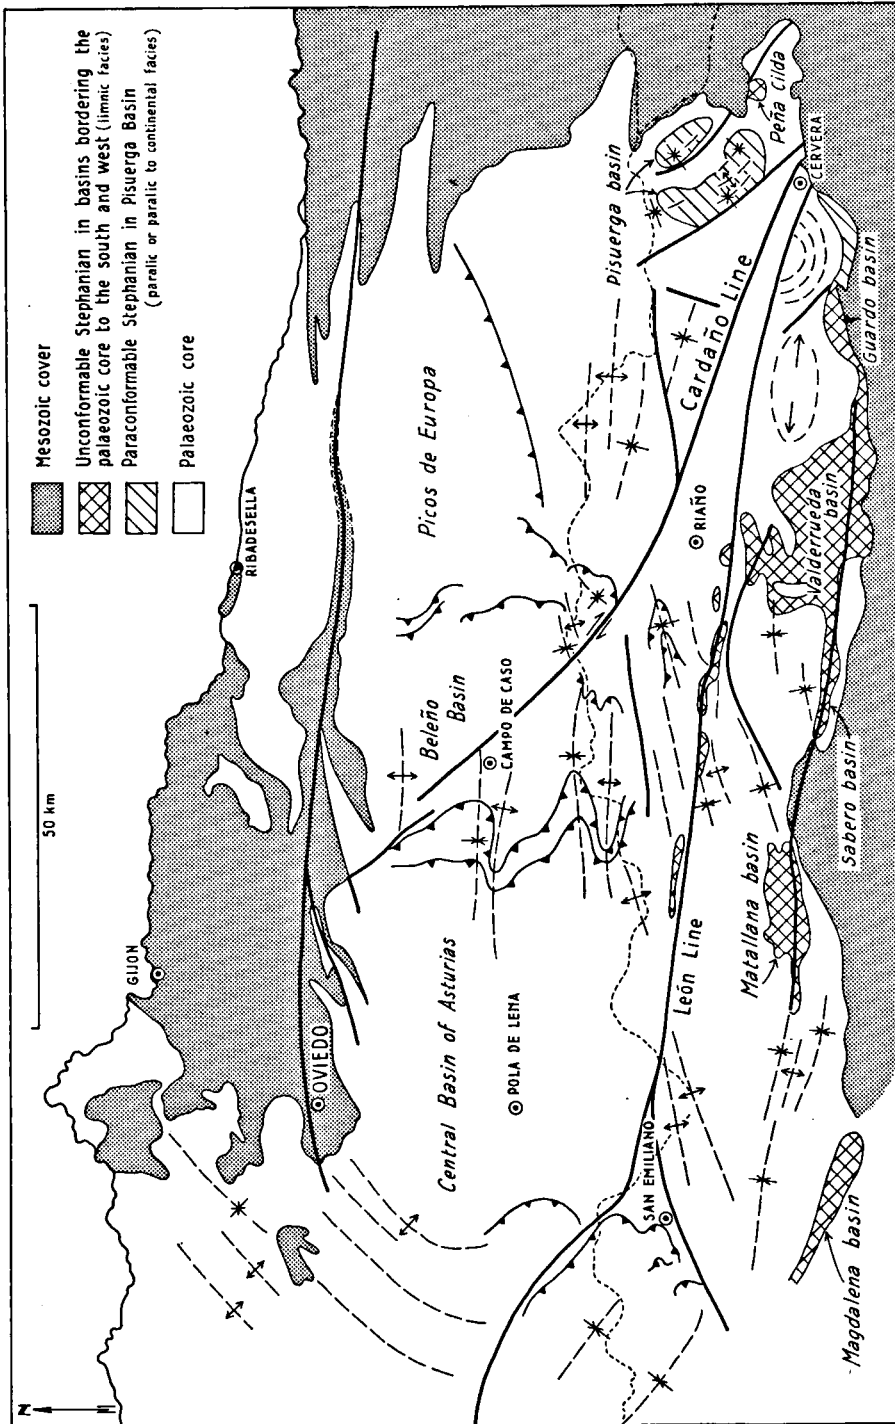 N
50 km
Mesozoic cover
Unconformable Stephanian in basins bordering the
palaeozoic core to the south and west (limnic facies)
Paraconformable Stephanian in Pisuerga Basin
(paralic or paralic to continental facies)
Palaeozoic core
GIJON
RIBADESELLA
OVIEDO
Central Basin of Asturias
POLA DE LENA
Beleño
Basin
CAMPO DE CASO
Picos de Europa
Pisuerga basin
Peña Cilda
CERVERA
Cardaño Line
RIAÑO
León Line
SAN EMILIANO
Magdalena basin
Matallana basin
Sabero basin
Valderrueda
basin
Guardo basin